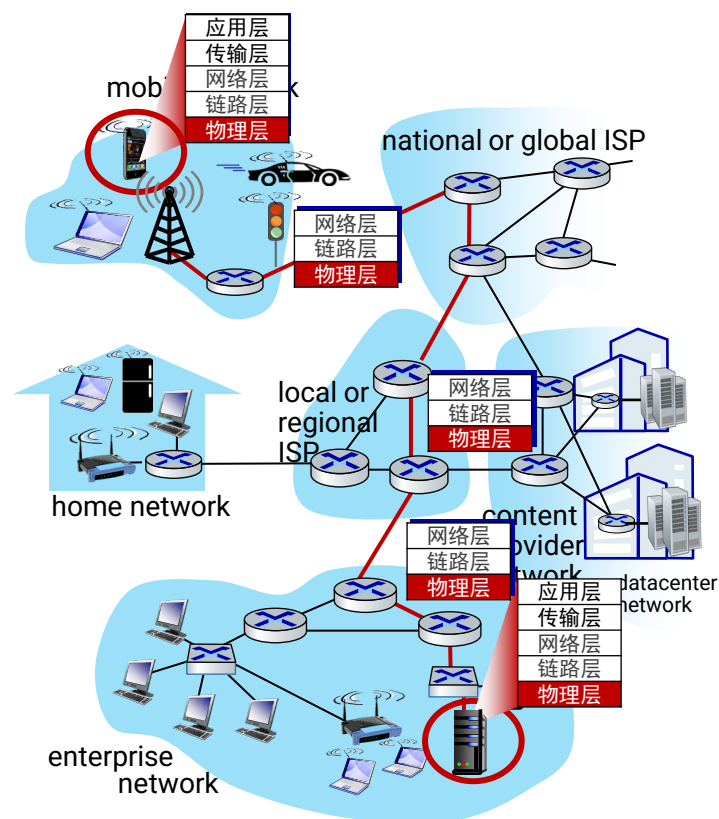 应用层
传输层
网络层
链路层
物理层
national or global ISP
网络层
链路层
物理层
local or
regional
ISP
网络层
链路层
物理层
home network
content
network
datacenter
network
网络层
链路层
物理层
应用层
传输层
网络层
链路层
物理层
enterprise
network